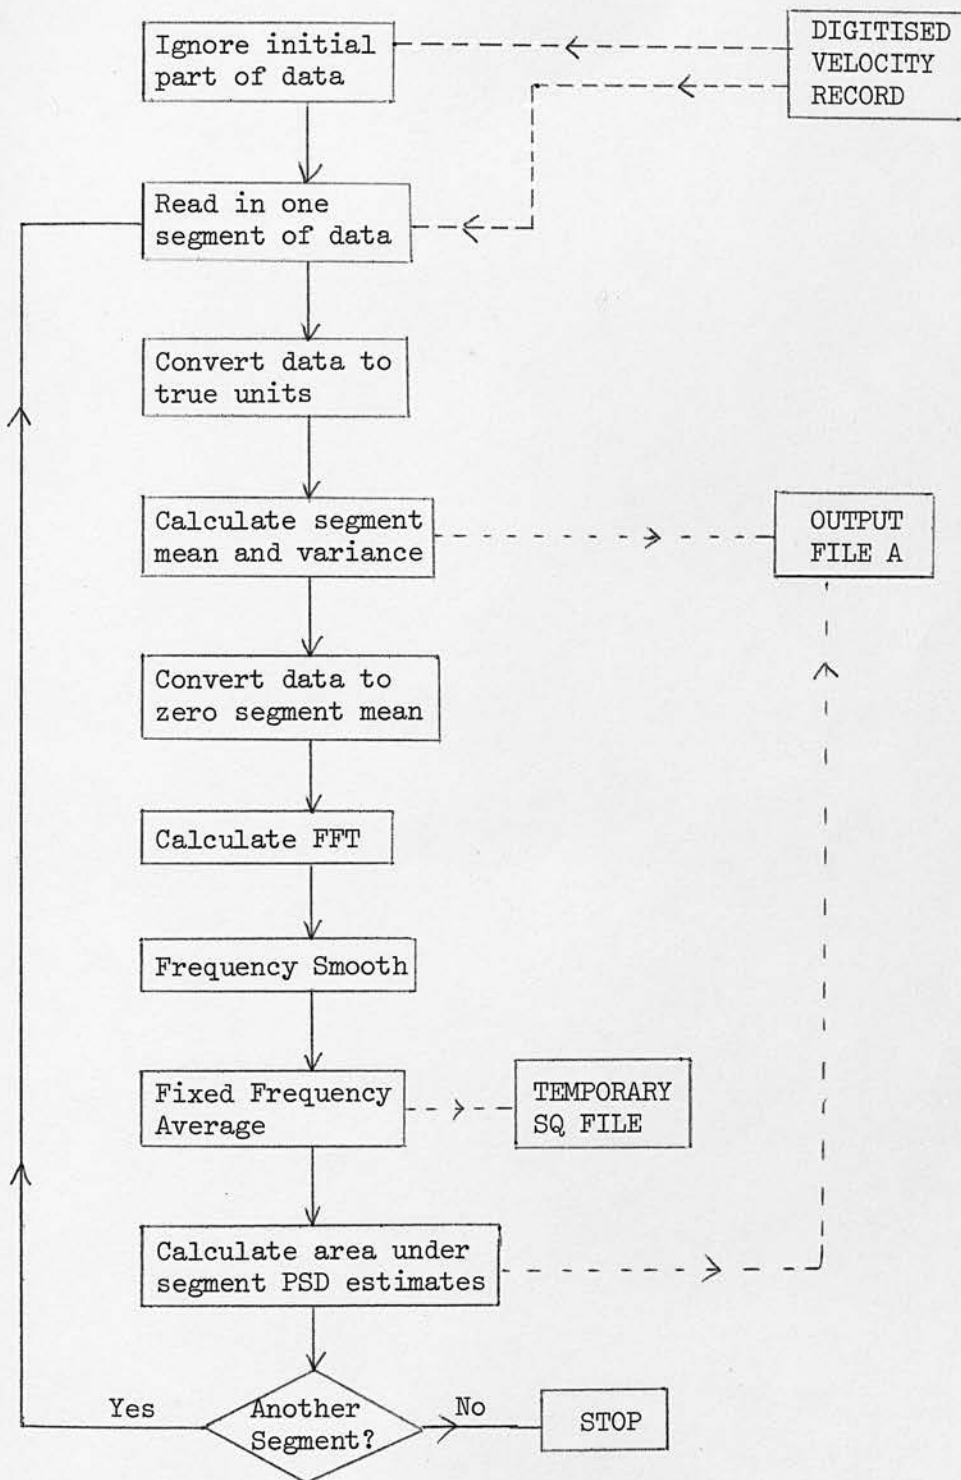 Ignore initial
part of data
DIGITISED
VELOCITY
RECORD
Read in one
segment of data
Convert data to
true units
Calculate segment
mean and variance
OUTPUT
FILE A
Convert data to
zero segment mean
Calculate FFT
Frequency Smooth
Fixed Frequency
Average
TEMPORARY
SQ FILE
Calculate area under
segment PSD estimates
Yes
Another
Segment?
No
STOP